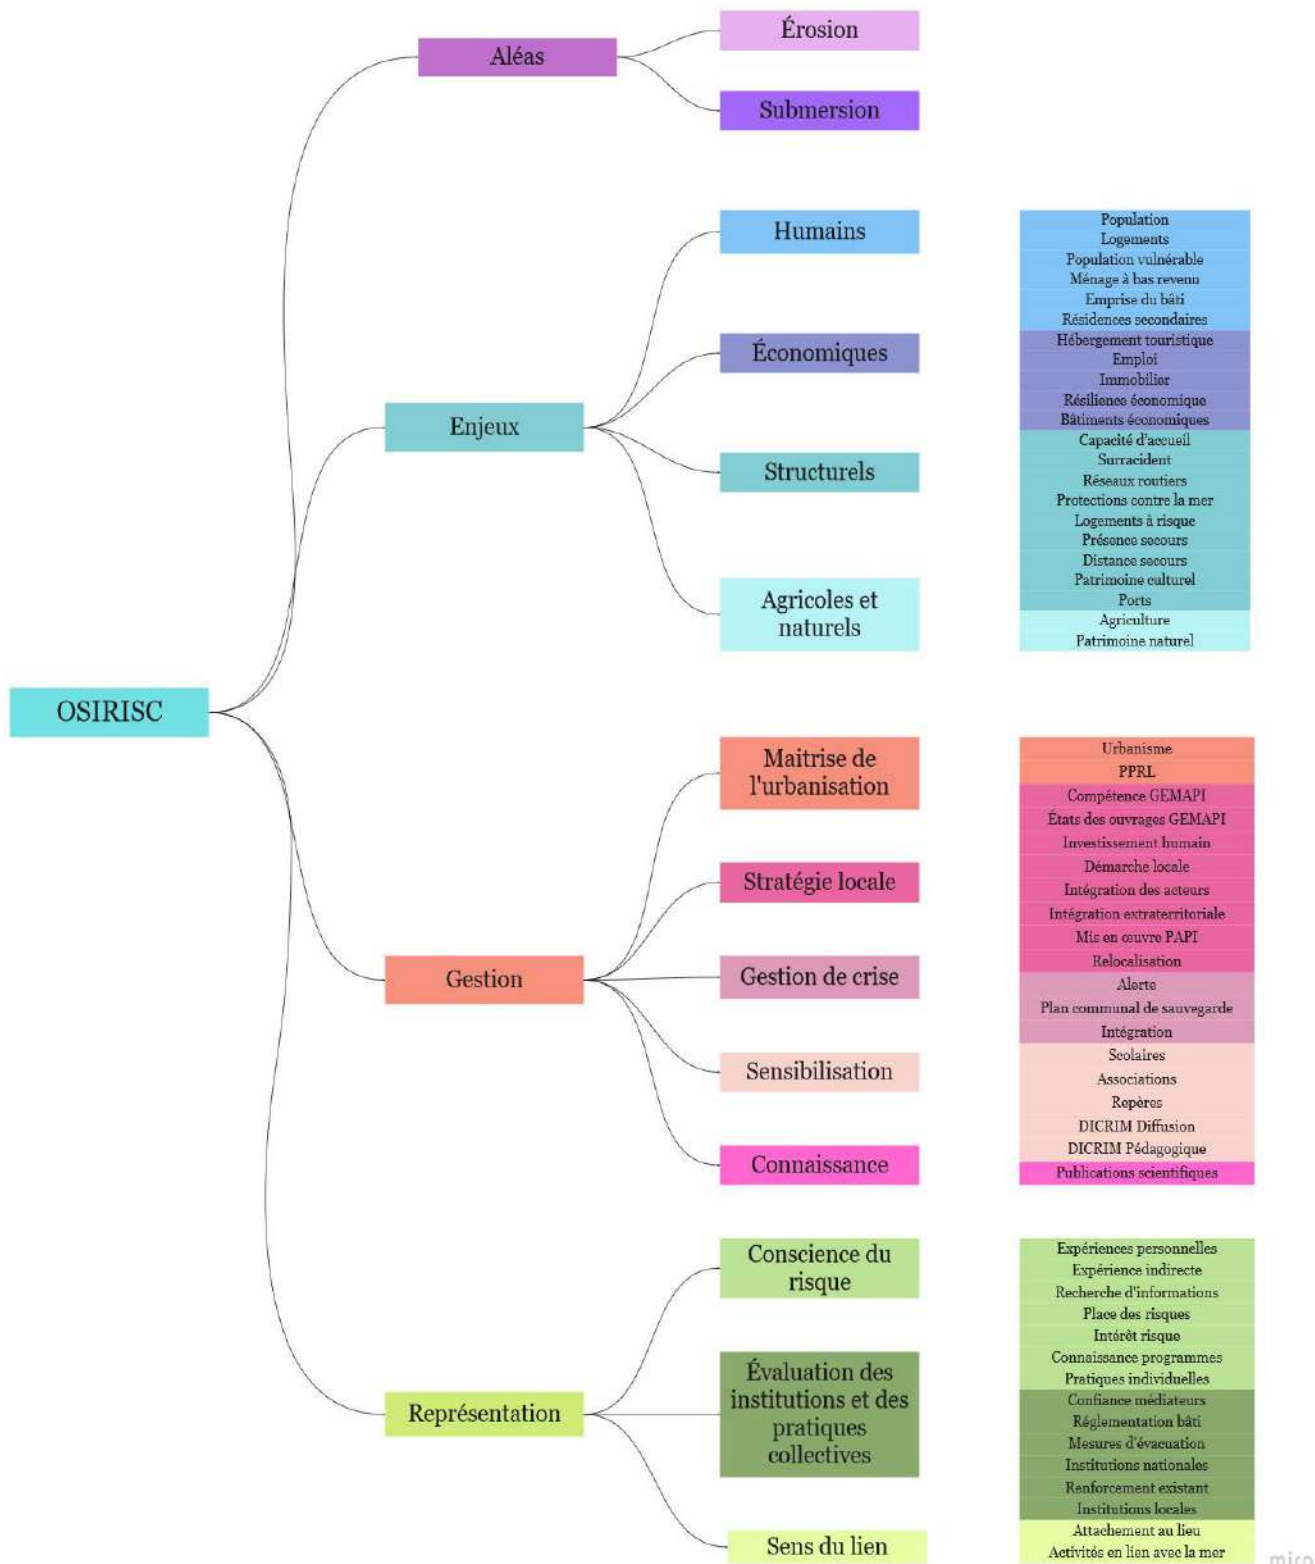 OSIRISC
Aléas
Érosion
Submersion
Enjeux
Humains
Économiques
Structurels
Agricoles et
naturels
Population
Logements
Population vulnérable
Ménage à bas revenu
Emprise du bâti
Résidences secondaires
Hébergement touristique
Emploi
Immobilier
Résilience économique
Bâtiments économiques
Capacité d'accueil
Surracident
Réseaux routiers
Protections contre la mer
Logements à risque
Présence secours
Distance secours
Patrimoine culturel
Ports
Agriculture
Patrimoine naturel
Gestion
Maitrise de
l'urbanisation
Stratégie locale
Gestion de crise
Sensibilisation
Connaissance
Urbanisme
PPRL
Compétence GEMAPI
États des ouvrages GEMAPI
Investissement humain
Démarche locale
Intégration des acteurs
Intégration extraterritoriale
Mis en œuvre PAPI
Relocalisation
Alerte
Plan communal de sauvegarde
Intégration
Scolaires
Associations
Repères
DICRIM Diffusion
DICRIM Pédagogique
Publications scientifiques
Représentation
Conscience du
risque
Évaluation des
institutions et des
pratiques
collectives
Sens du lien
Expériences personnelles
Expérience indirecte
Recherche d'informations
Place des risques
Intérêt risque
Connaissance programmes
Pratiques individuelles
Confiance médiateurs
Réglementation bâti
Mesures d'évacuation
Institutions nationales
Renforcement existant
Institutions locales
Attachement au lieu
Activités en lien avec la mer
miro